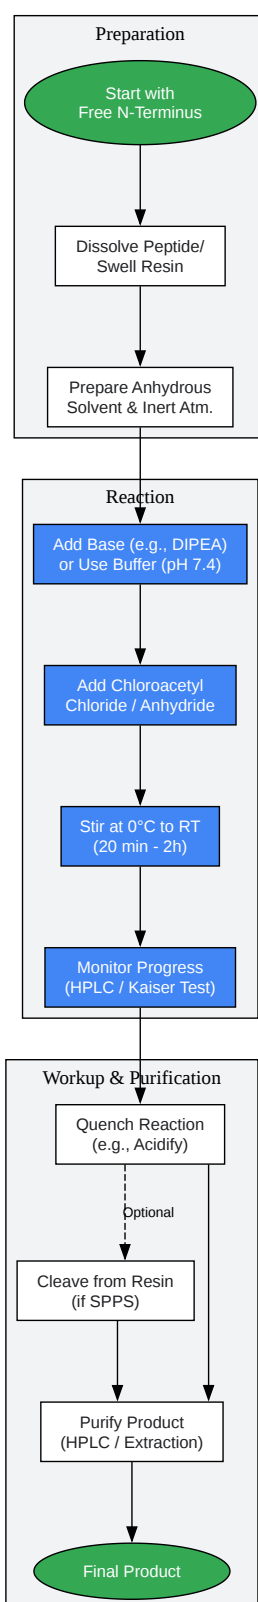 Preparation
Start with
Free N-Terminus
Dissolve Peptide/
Swell Resin
Prepare Anhydrous
Solvent & Inert Atm.
Reaction
Add Base (e.g., DIPEA)
or Use Buffer (pH 7.4)
Add Chloroacetyl
Chloride / Anhydride
Stir at 0°C to RT
(20 min - 2h)
Monitor Progress
(HPLC / Kaiser Test)
Workup & Purification
Quench Reaction
(e.g., Acidify)
Optional
Cleave from Resin
(if SPPS)
Purify Product
(HPLC / Extraction)
Final Product